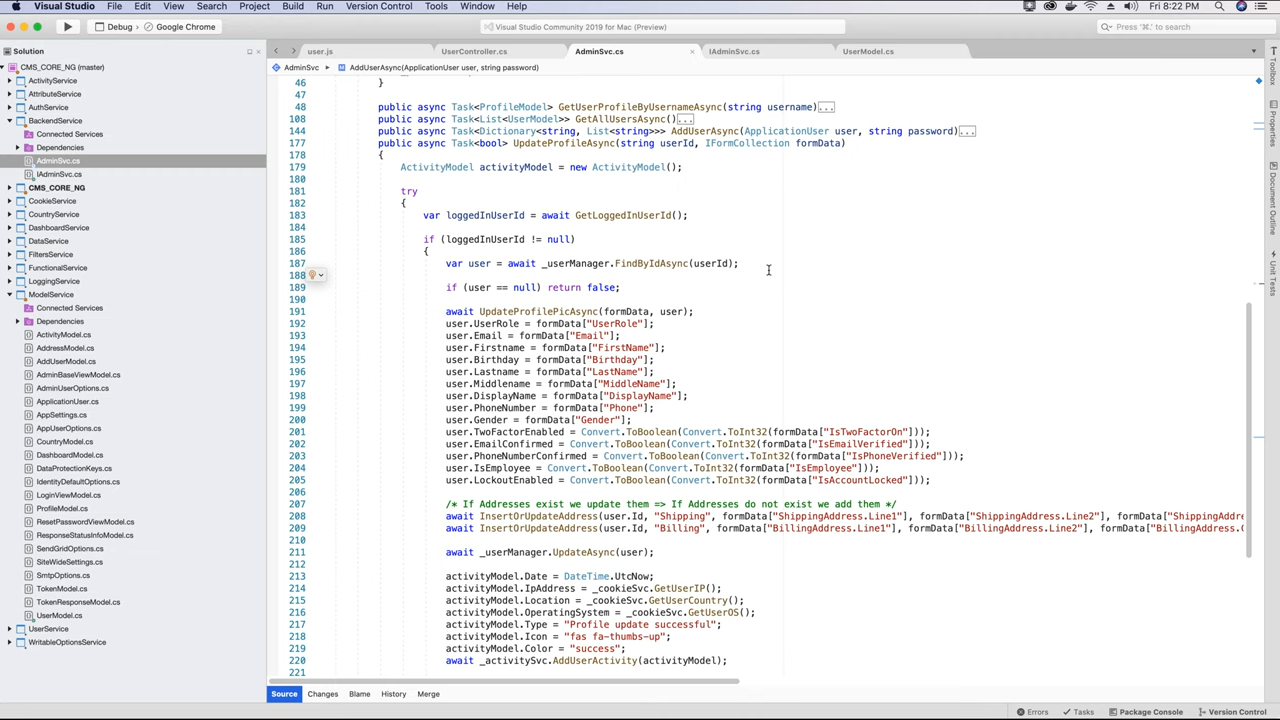 Visual Studio File Edit View Search Project Build Run Version Control Tools Window Help Fri 8:22 PM
Debug Google Chrome Visual Studio Community 2019 for Mac (Preview) Press '⌘.' to search
Solution
user.js UserController.cs AdminSvc.cs IAdminSvc.cs UserModel.cs
AdminSvc AddUserAsync(ApplicationUser user, string password)
CMS_CORE_NG (master)
ActivityService
AttributeService
AuthService
BackendService
Connected Services
Dependencies
AdminSvc.cs
IAdminSvc.cs
CMS_CORE_NG
CookieService
CountryService
DashboardService
DataService
FiltersService
FunctionalService
LoggingService
ModelService
Connected Services
Dependencies
ActivityModel.cs
AddressModel.cs
AddUserModel.cs
AdminBaseViewModel.cs
AdminUserOptions.cs
ApplicationUser.cs
AppSettings.cs
AppUserOptions.cs
CountryModel.cs
DashboardModel.cs
DataProtectionKeys.cs
IdentityDefaultOptions.cs
LoginViewModel.cs
ProfileModel.cs
ResetPasswordViewModel.cs
ResponseStatusInfoModel.cs
SendGridOptions.cs
SiteWideSettings.cs
SmtpOptions.cs
TokenModel.cs
TokenResponseModel.cs
UserModel.cs
UserService
WritableOptionsService
46 }
47
48 public async Task<ProfileModel> GetUserProfileByUsernameAsync(string username)...
108 public async Task<List<UserModel>> GetAllUsersAsync()...
144 public async Task<Dictionary<string, List<string>>> AddUserAsync(ApplicationUser user, string password)...
177 public async Task<bool> UpdateProfileAsync(string userId, IFormCollection formData)
178 {
179 ActivityModel activityModel = new ActivityModel();
180
181 try
182 {
183 var loggedInUserId = await GetLoggedInUserId();
184
185 if (loggedInUserId != null)
186 {
187 var user = await _userManager.FindByIdAsync(userId);
188
189 if (user == null) return false;
190
191 await UpdateProfilePicAsync(formData, user);
192 user.UserRole = formData["UserRole"];
193 user.Email = formData["Email"];
194 user.Firstname = formData["FirstName"];
195 user.Birthday = formData["Birthday"];
196 user.Lastname = formData["LastName"];
197 user.Middlename = formData["MiddleName"];
198 user.DisplayName = formData["DisplayName"];
199 user.PhoneNumber = formData["Phone"];
200 user.Gender = formData["Gender"];
201 user.TwoFactorEnabled = Convert.ToBoolean(Convert.ToInt32(formData["IsTwoFactorOn"]));
202 user.EmailConfirmed = Convert.ToBoolean(Convert.ToInt32(formData["IsEmailVerified"]));
203 user.PhoneNumberConfirmed = Convert.ToBoolean(Convert.ToInt32(formData["IsPhoneVerified"]));
204 user.IsEmployee = Convert.ToBoolean(Convert.ToInt32(formData["IsEmployee"]));
205 user.LockoutEnabled = Convert.ToBoolean(Convert.ToInt32(formData["IsAccountLocked"]));
206
207 /* If Addresses exist we update them => If Addresses do not exist we add them */
208 await InsertOrUpdateAddress(user.Id, "Shipping", formData["ShippingAddress.Line1"], formData["ShippingAddress.Line2"], formData["ShippingAddre
209 await InsertOrUpdateAddress(user.Id, "Billing", formData["BillingAddress.Line1"], formData["BillingAddress.Line2"], formData["BillingAddress.C
210
211 await _userManager.UpdateAsync(user);
212
213 activityModel.Date = DateTime.UtcNow;
214 activityModel.IpAddress = _cookieSvc.GetUserIP();
215 activityModel.Location = _cookieSvc.GetUserCountry();
216 activityModel.OperatingSystem = _cookieSvc.GetUserOS();
217 activityModel.Type = "Profile update successful";
218 activityModel.Icon = "fas fa-thumbs-up";
219 activityModel.Color = "success";
220 await _activitySvc.AddUserActivity(activityModel);
221
Toolbox
Properties
Document Outline
Unit Tests
Source Changes Blame History Merge
Errors Tasks Package Console Version Control